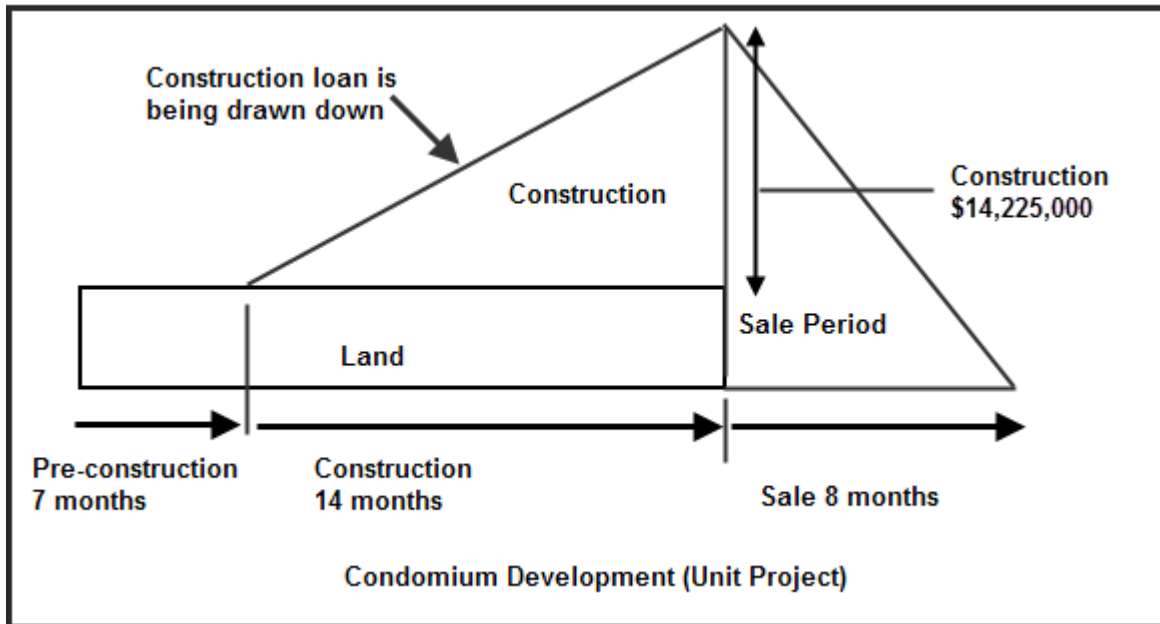 Construction loan is
being drawn down
Construction
Construction
$14,225,000
Sale Period
Land
Pre-construction
7 months
Construction
14 months
Sale 8 months
Condomium Development (Unit Project)